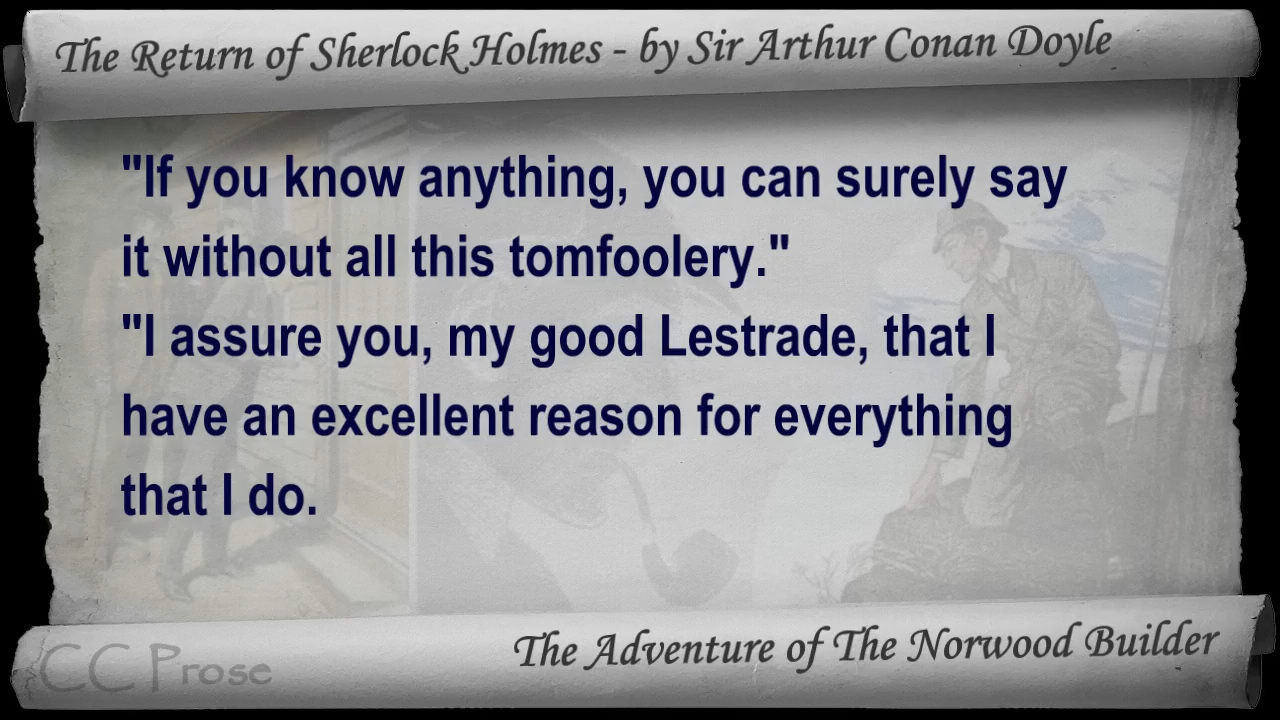 The Return of Sherlock Holmes - by Sir Arthur Conan Doyle
"If you know anything, you can surely say
it without all this tomfoolery."
"I assure you, my good Lestrade, that I
have an excellent reason for everything
that I do.
The Adventure of The Norwood Builder
CC Prose